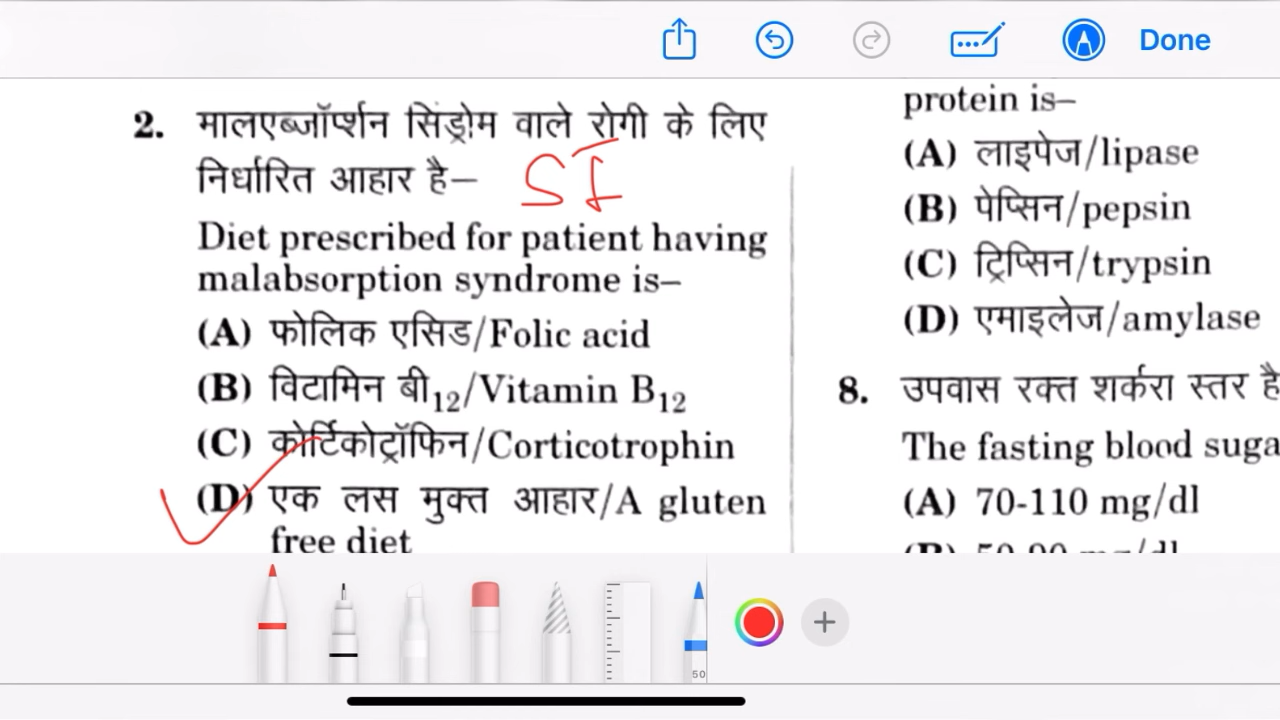 Done
2. मालएब्जॉर्प्शन सिंड्रोम वाले रोगी के लिए
निर्धारित आहार है–
SI
Diet prescribed for patient having
malabsorption syndrome is–
(A) फोलिक एसिड/Folic acid
(B) विटामिन बी12/Vitamin B12
(C) कोर्टिकोट्रॉफिन/Corticotrophin
(D) एक लस मुक्त आहार/A gluten
free diet
protein is–
(A) लाइपेज/lipase
(B) पेप्सिन/pepsin
(C) ट्रिप्सिन/trypsin
(D) एमाइलेज/amylase
8. उपवास रक्त शर्करा स्तर है
The fasting blood suga
(A) 70-110 mg/dl
50